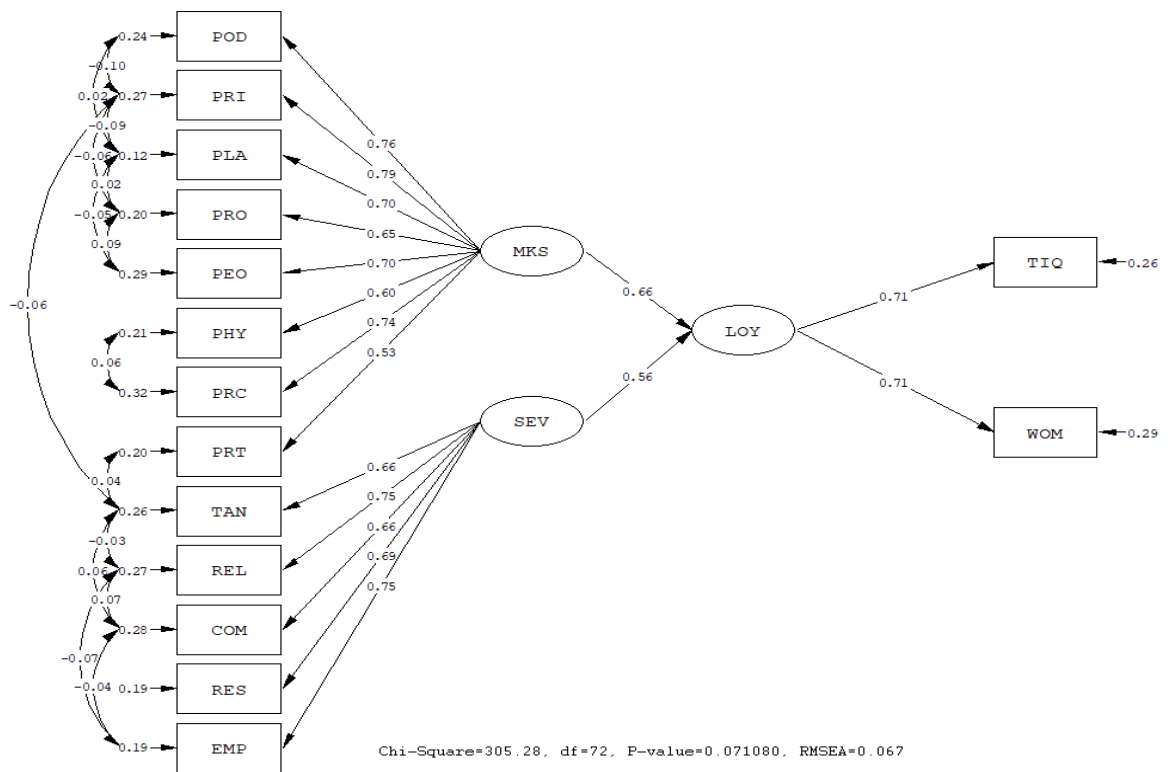 0.24 POD
-0.10
0.02 0.27 PRI
-0.09
-0.06 0.12 PLA
0.02
-0.05 0.20 PRO
0.09
0.29 PEO
-0.06
0.21 PHY
0.06
0.32 PRC
0.20 PRT
0.04
0.26 TAN
-0.03
0.06 0.27 REL
0.07
0.28 COM
-0.07
-0.04 0.19 RES
0.19 EMP
0.76
0.79
0.70
0.65
0.70
0.60
0.74
0.53
MKS
0.66
0.75
0.66
0.69
0.75
SEV
0.66
0.56
LOY
0.71
0.71
TIQ 0.26
WOM 0.29
Chi-Square=305.28, df=72, P-value=0.071080, RMSEA=0.067